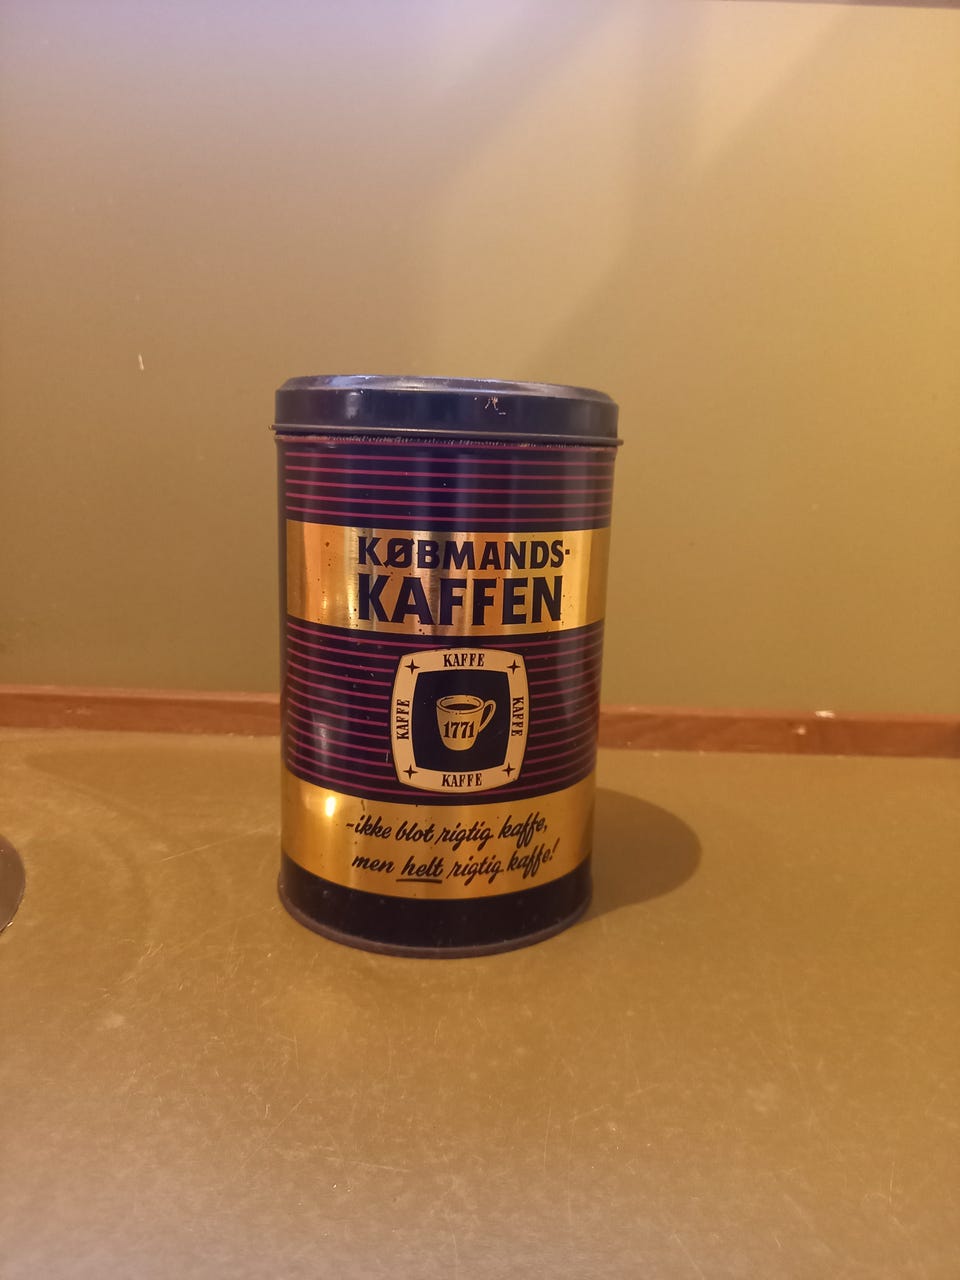 KØBMANDS-
KAFFEN
KAFFE
KAFFE
KAFFE
1771
KAFFE
-ikke blot rigtig kaffe,
men helt rigtig kaffe!